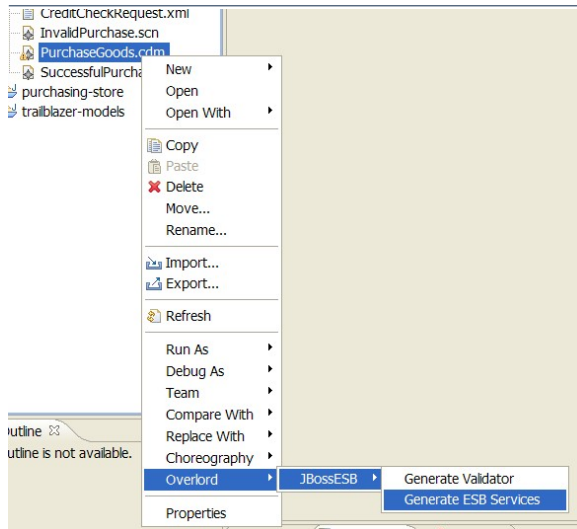 CreditCheckRequest.xml
InvalidPurchase.scn
PurchaseGoods.cdm
SuccessfulPurcha
purchasing-store
trailblazer-models
New
Open
Open With
Copy
Paste
Delete
Move...
Rename...
Import...
Export...
Refresh
Run As
Debug As
Team
Compare With
Replace With
Choreography
Overlord
Properties
JBossESB
Generate Validator
Generate ESB Services
utline
utline is not available.